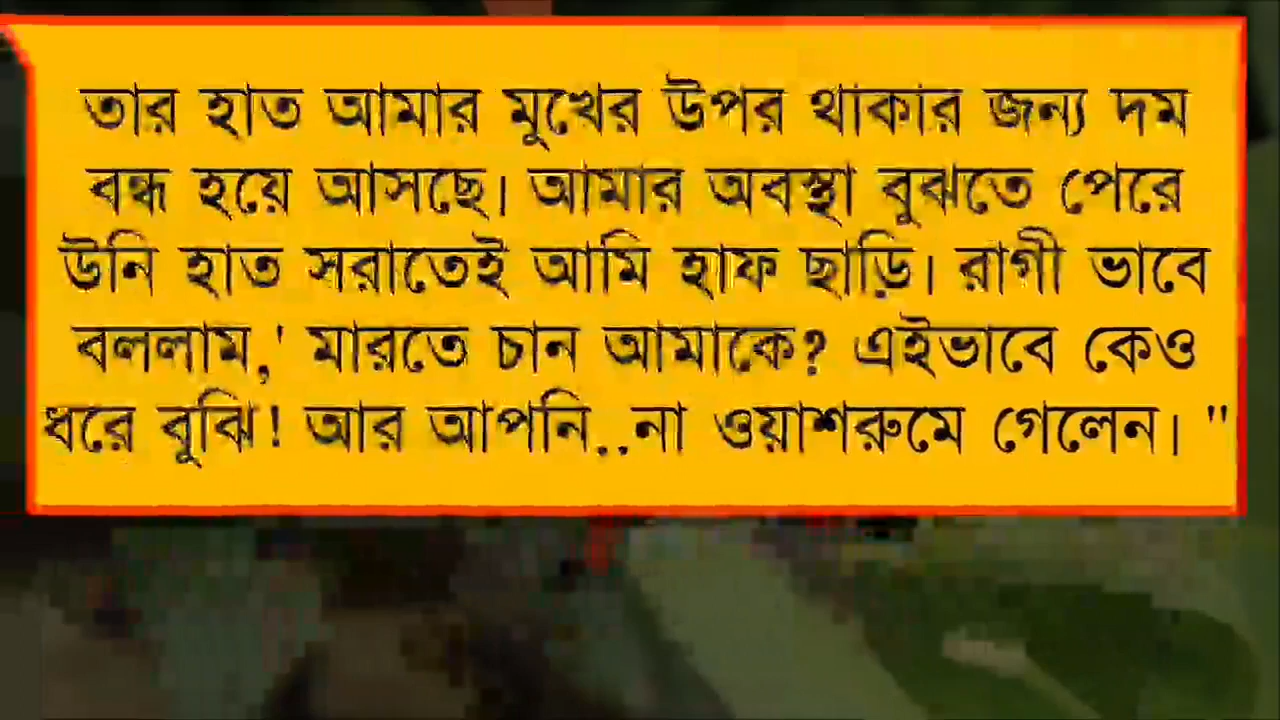 তার হাত আমার মুখের উপর থাকার জন্য দম
বন্ধ হয়ে আসছে। আমার অবস্থা বুঝতে পেরে
উনি হাত সরাতেই আমি হাফ ছাড়ি। রাগী ভাবে
বললাম,' মারতে চান আমাকে? এইভাবে কেও
ধরে বুঝি! আর আপনি..না ওয়াশরুমে গেলেন। "